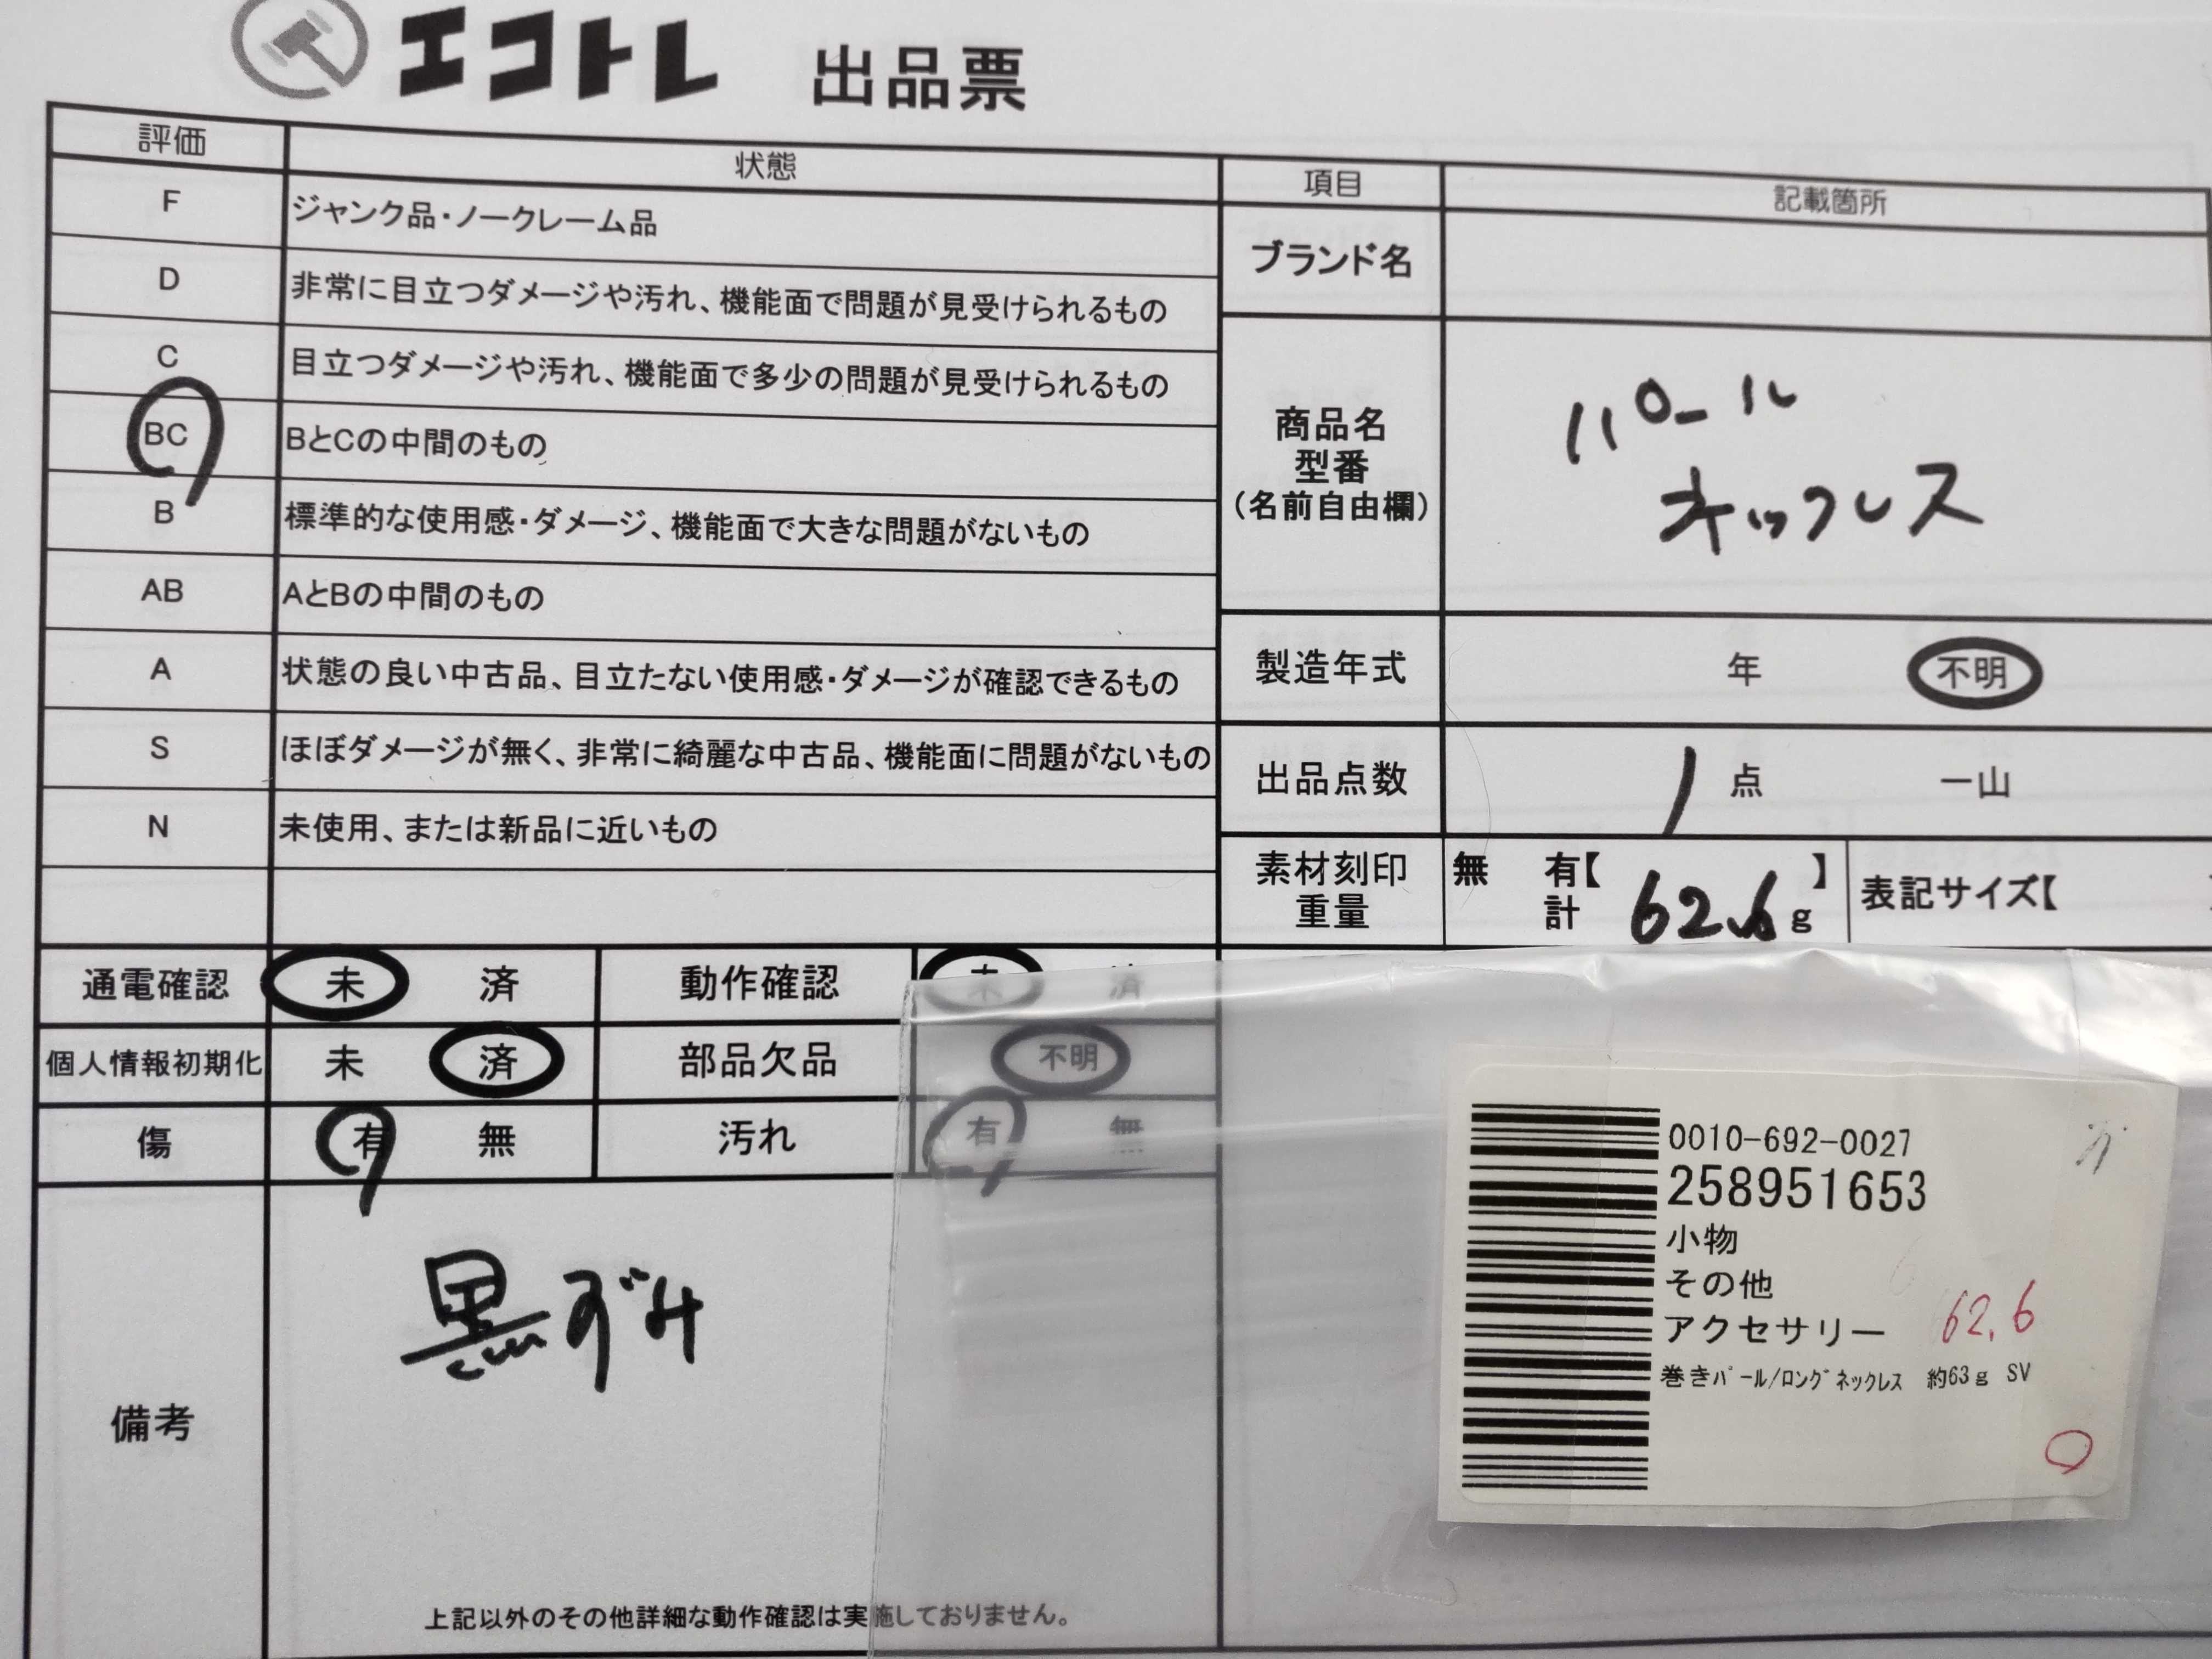 エコトレ 出品票
評価 状態
F ジャンク品・ノークレーム品
D 非常に目立つダメージや汚れ、機能面で問題が見受けられるもの
C 目立つダメージや汚れ、機能面で多少の問題が見受けられるもの
BC BとCの中間のもの
B 標準的な使用感・ダメージ、機能面で大きな問題がないもの
AB AとBの中間のもの
A 状態の良い中古品、目立たない使用感・ダメージが確認できるもの
S ほぼダメージが無く、非常に綺麗な中古品、機能面に問題がないもの
N 未使用、または新品に近いもの
項目 記載箇所
ブランド名
商品名
型番
(名前自由欄)
パール
ネックレス
製造年式 年 不明
出品点数 1 点 一山
素材刻印 無 有【 】 表記サイズ【
重量 計 62.6 g
通電確認 未 済 動作確認 未 済
個人情報初期化 未 済 部品欠品 不明
傷 有 無 汚れ 有 無
備考
黒ずみ
上記以外のその他詳細な動作確認は実施しておりません。
0010-692-0027
258951653
小物
その他
アクセサリー 62.6
巻きパール/ロングネックレス 約63g SV